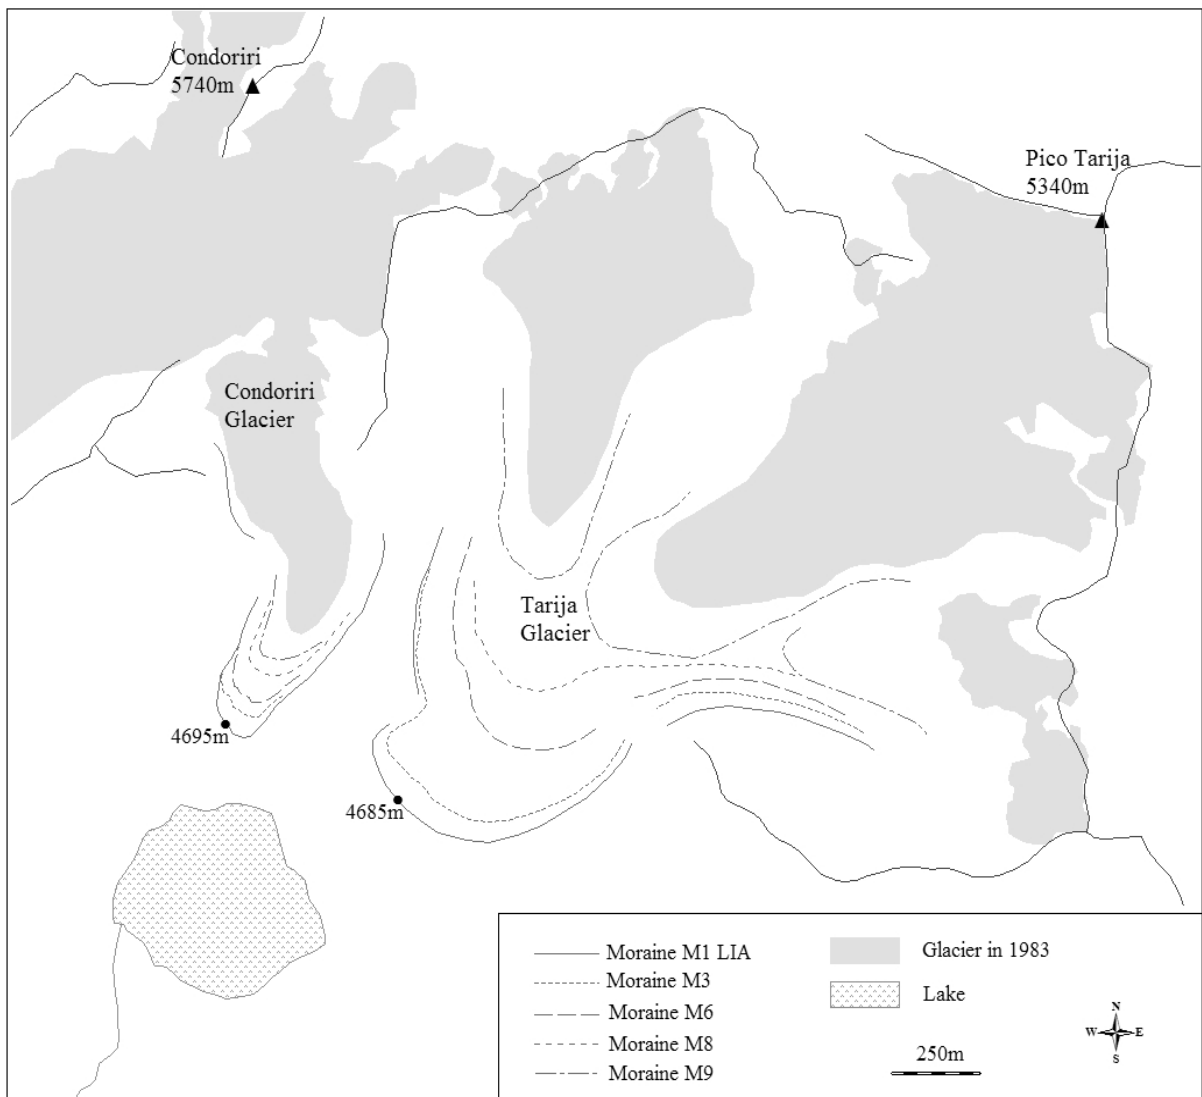 Condoriri
5740m
Pico Tarija
5340m
Condoriri
Glacier
Tarija
Glacier
4695m
4685m
Moraine M1 LIA
Moraine M3
Moraine M6
Moraine M8
Moraine M9
Glacier in 1983
Lake
250m
N
W E
S